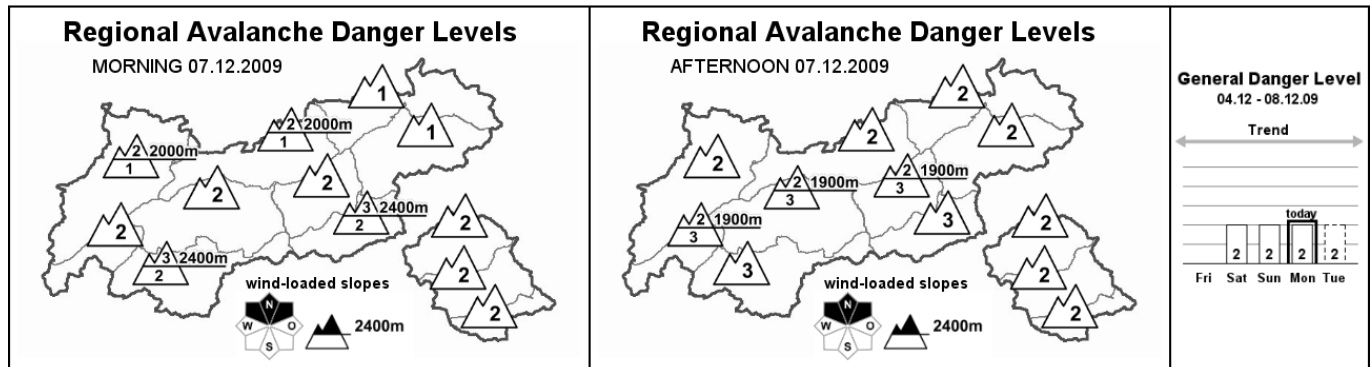 Regional Avalanche Danger Levels
MORNING 07.12.2009
1
1
2 2000m
1
2 2000m
1
2
2
3 2400m
2
2
2
3 2400m
2
2
2
wind-loaded slopes
N
W O
S
2400m
Regional Avalanche Danger Levels
AFTERNOON 07.12.2009
2
2
2
2
2 1900m
3
2 1900m
3
3
2
2 1900m
3
3
2
2
wind-loaded slopes
N
W O
S
2400m
General Danger Level
04.12 - 08.12.09
Trend
today
2 2 2 2
Fri Sat Sun Mon Tue